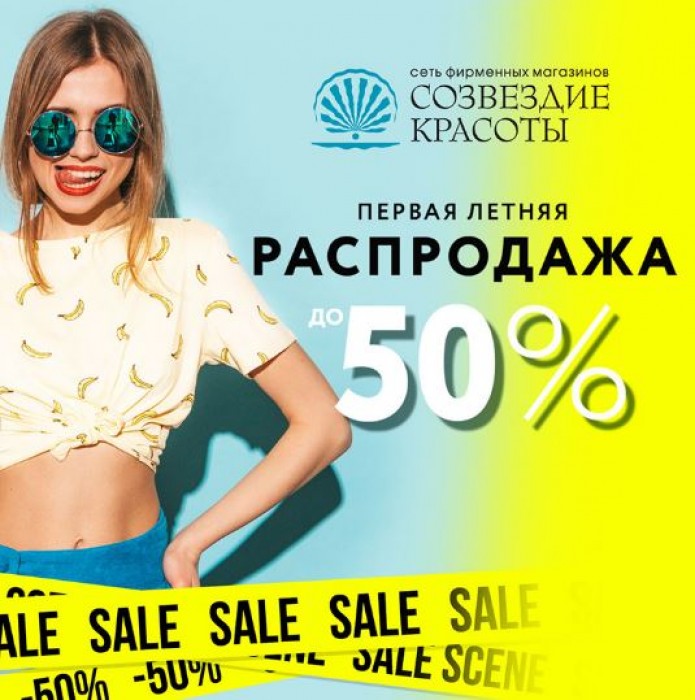 сеть фирменных магазинов
СОЗВЕЗДИЕ
КРАСОТЫ
ПЕРВАЯ ЛЕТНЯЯ
РАСПРОДАЖА
ДО 50%
SALE SALE SALE SALE
-50% -50% SALE SCENE